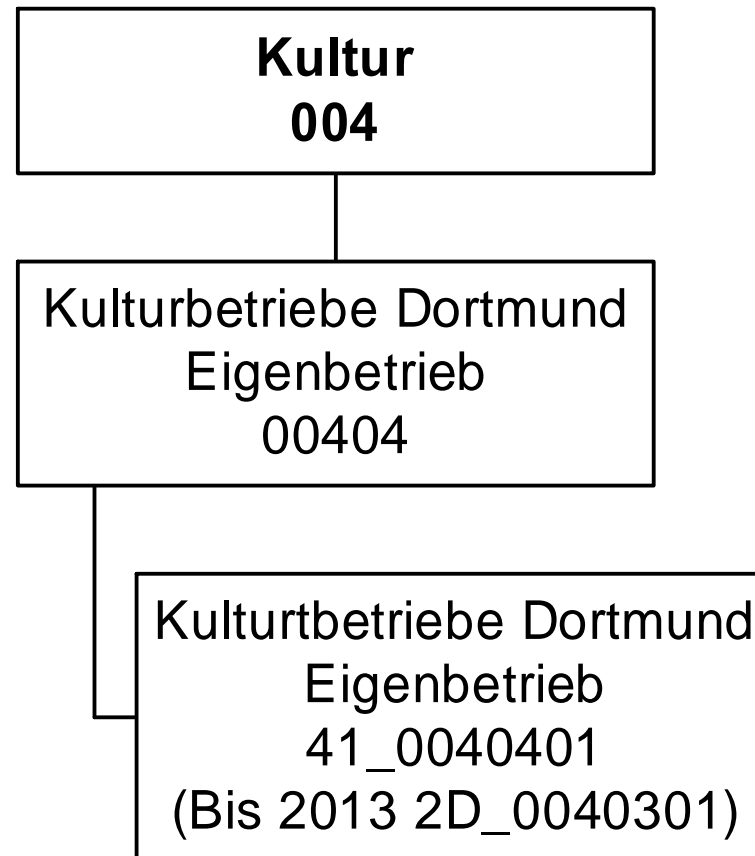 Kultur
004
Kulturbetriebe Dortmund
Eigenbetrieb
00404
Kulturtbetriebe Dortmund
Eigenbetrieb
41_0040401
(Bis 2013 2D_0040301)